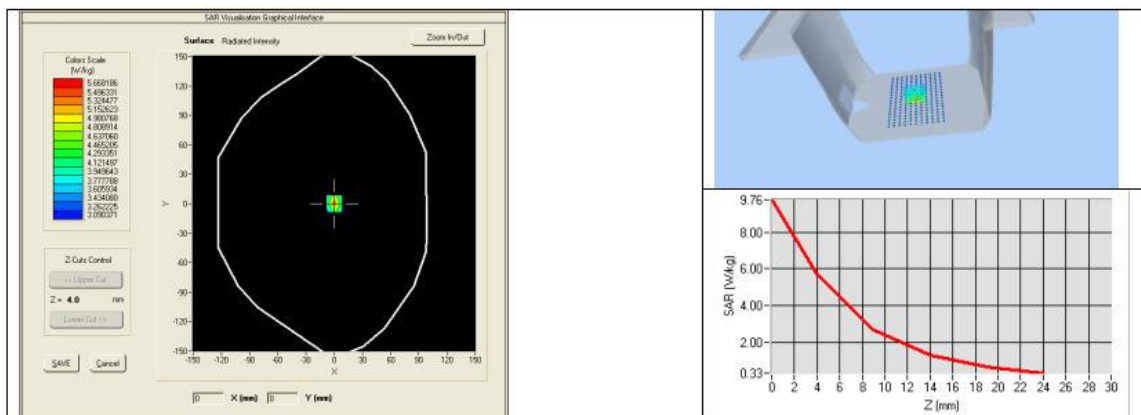 SAR Visualisation Graphical Interface
Surface Radiated Intensity
Zoom In/Out
Colors Scale
(W/kg)
5.668186
5.496331
5.324477
5.152623
4.980768
4.808914
4.637060
4.465205
4.293351
4.121497
3.949643
3.777788
3.605934
3.434080
3.262225
3.090371
Z-Cuts Control
<< Upper Cut
Z = 4.0 mm
Lower Cut >>
SAVE Cancel
150
120
90
60
30
0
-30
-60
-90
-120
-150
Y
-150 -120 -90 -60 -30 0 30 60 90 120 150
X
0 X (mm) 0 Y (mm)
9.76
8.00
6.00
4.00
2.00
0.33
SAR (W/kg)
0 2 4 6 8 10 12 14 16 18 20 22 24 26 28 30
Z (mm)